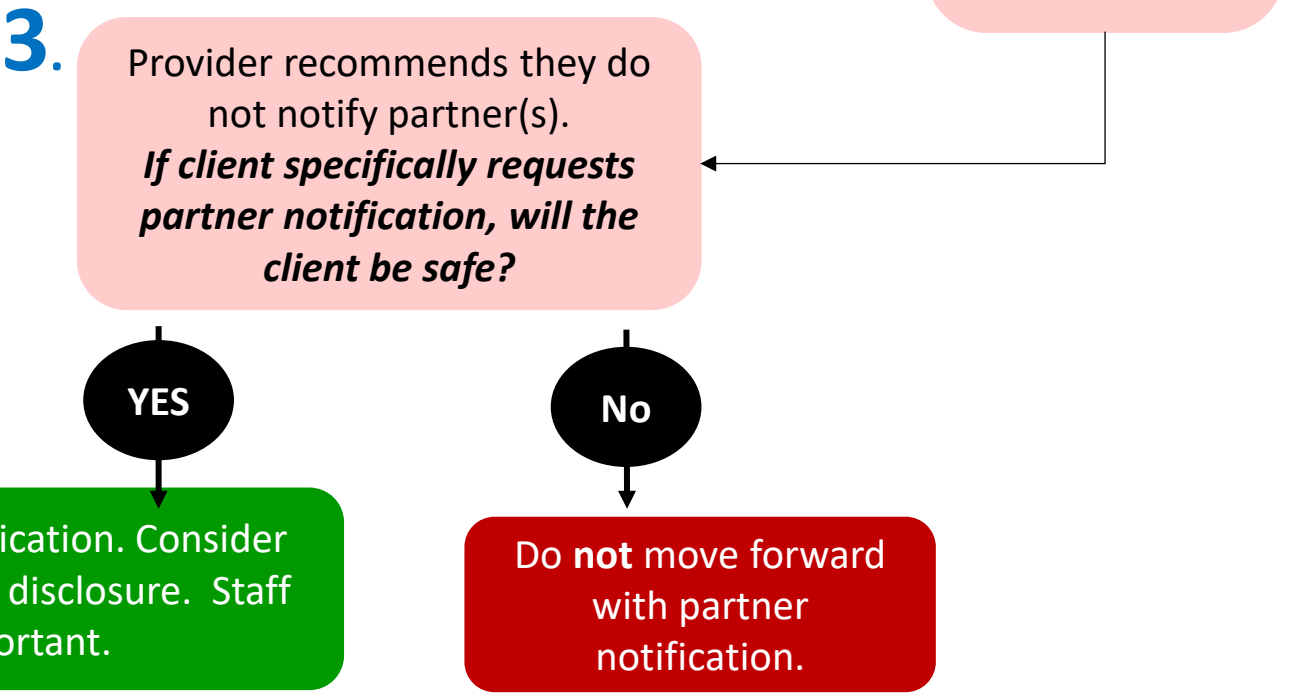 3.
Provider recommends they do
not notify partner(s).
If client specifically requests
partner notification, will the
client be safe?
YES
No
ication. Consider
disclosure. Staff
ortant.
Do not move forward
with partner
notification.